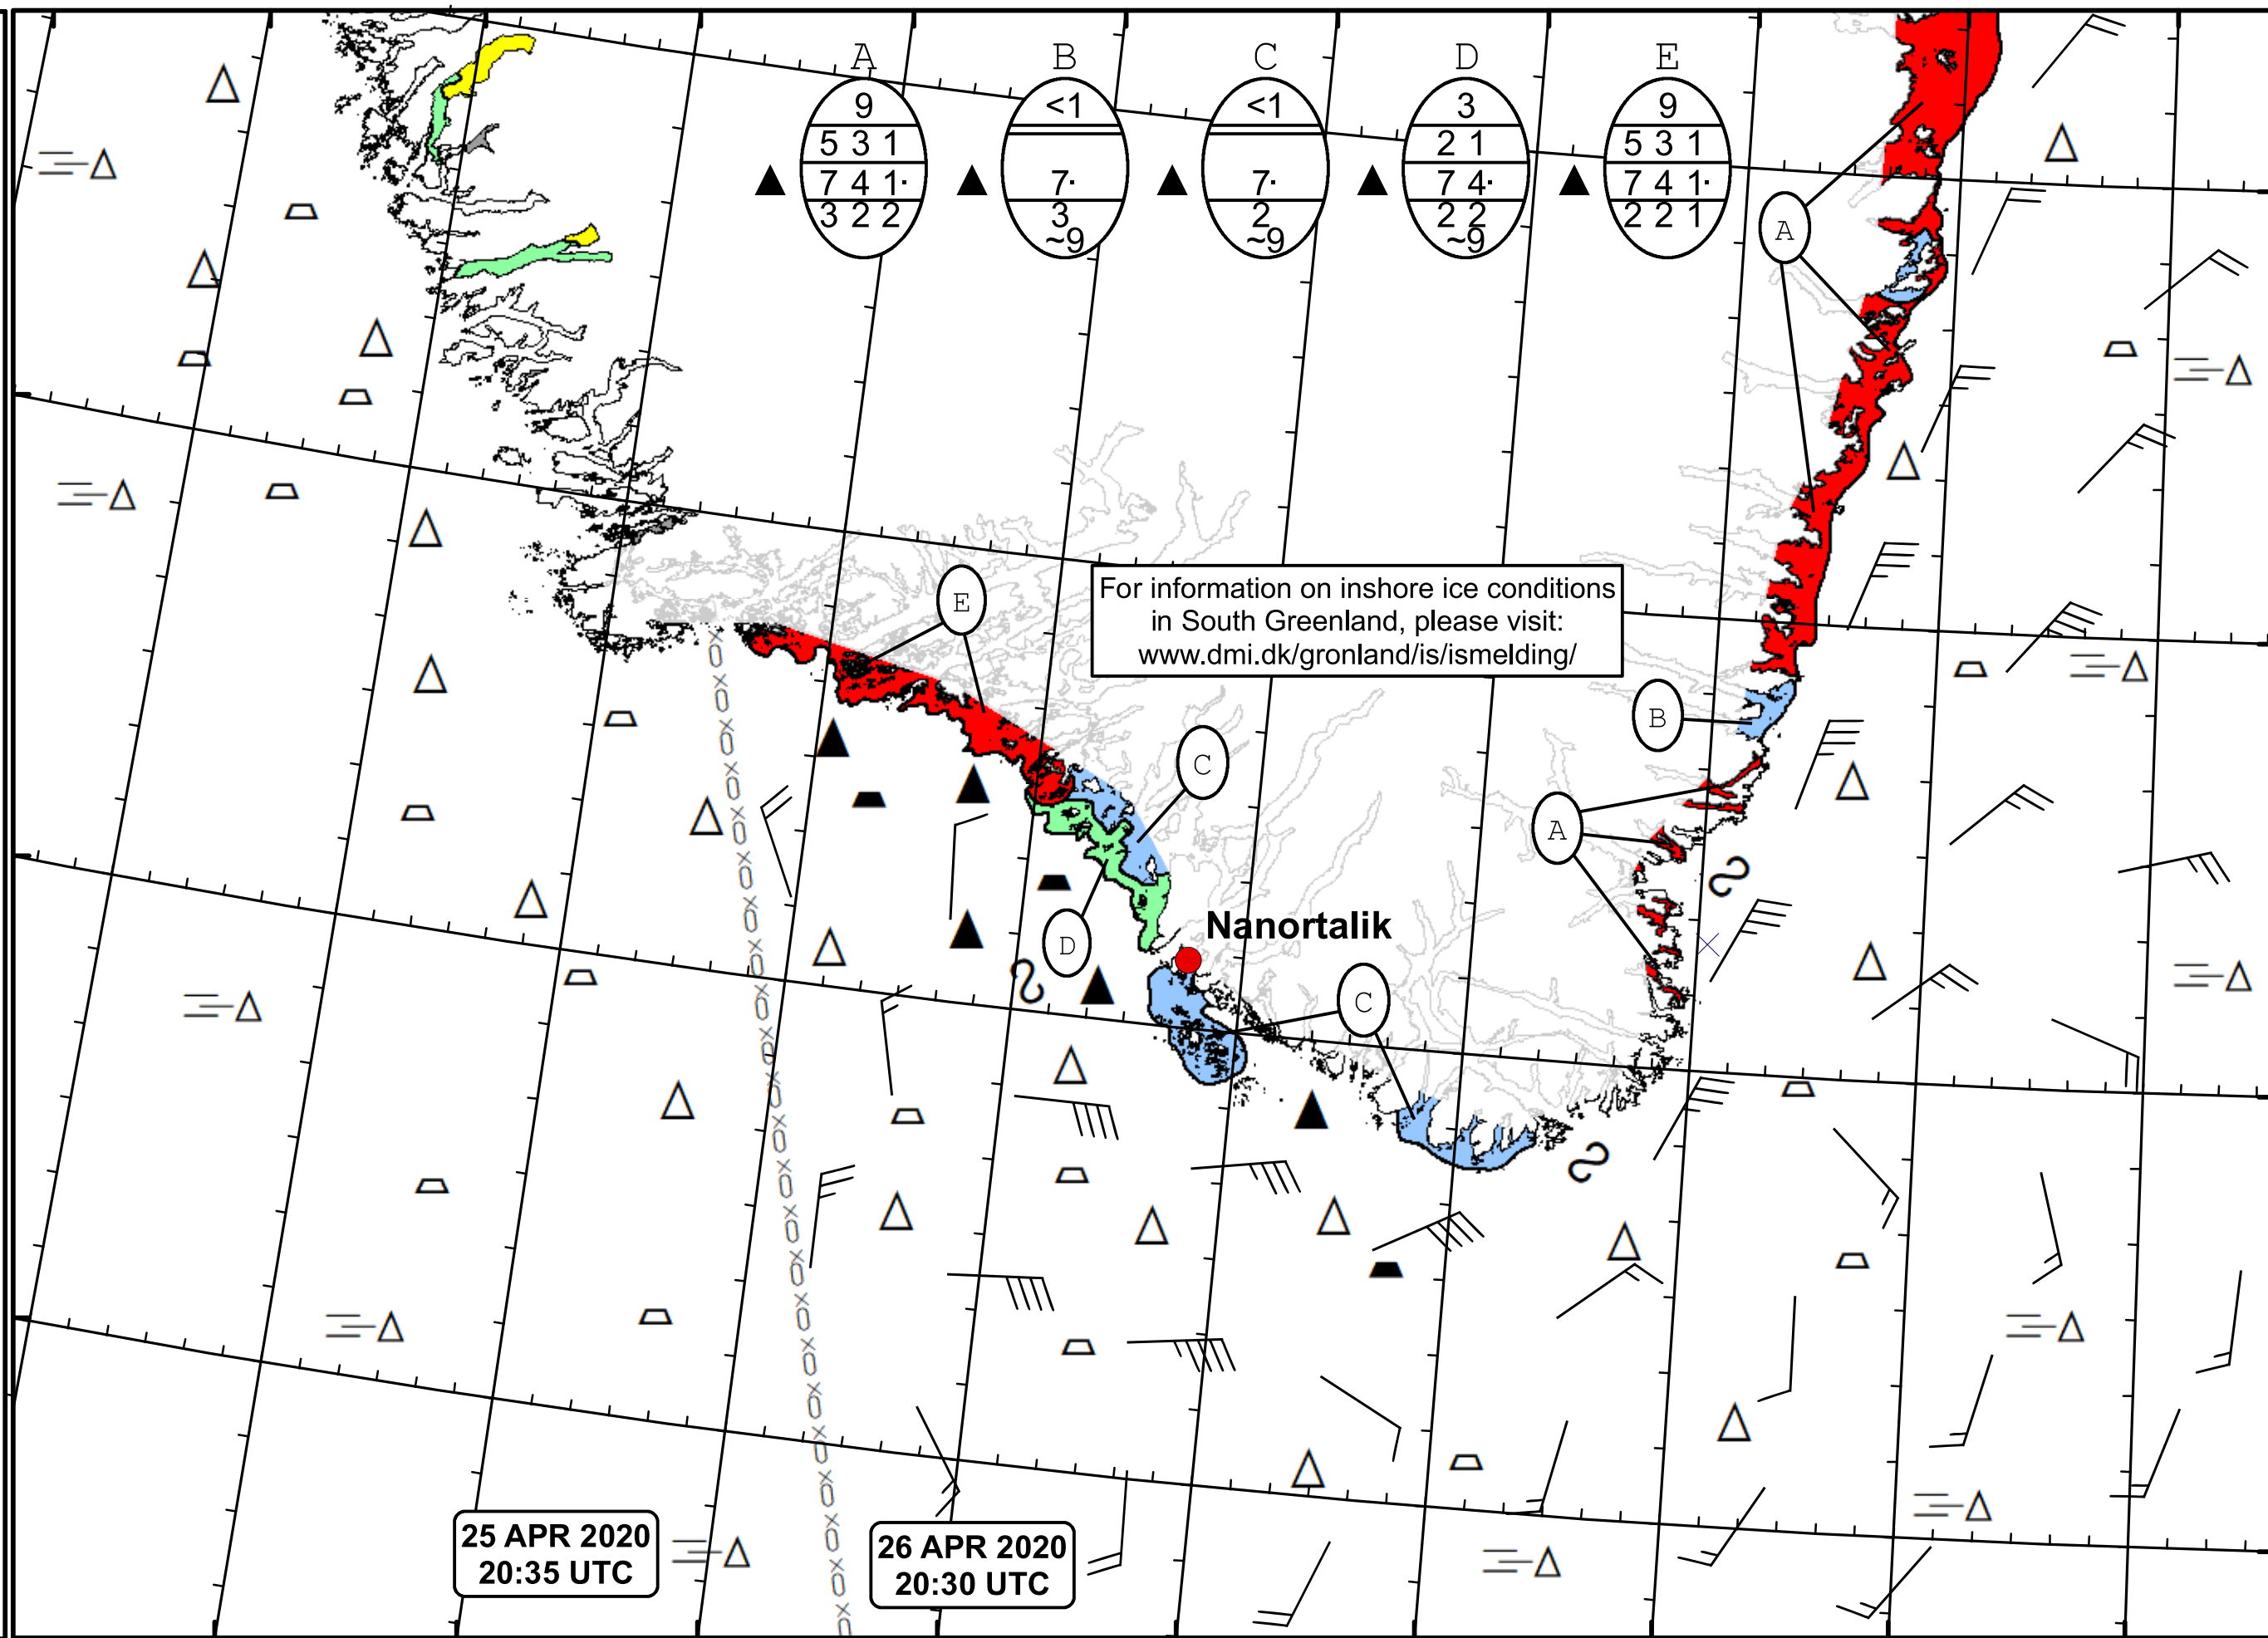 A B C D E
9 <1 <1 3 9
5 3 1 2 1 5 3 1
7 4 1· 7· 7· 7 4· 7 4 1·
3 2 2 3 2 2 2 2 2 1
~9 ~9 ~9
A
For information on inshore ice conditions
in South Greenland, please visit:
www.dmi.dk/gronland/is/ismelding/
E
B
C
A
Nanortalik
D
C
25 APR 2020
20:35 UTC
26 APR 2020
20:30 UTC